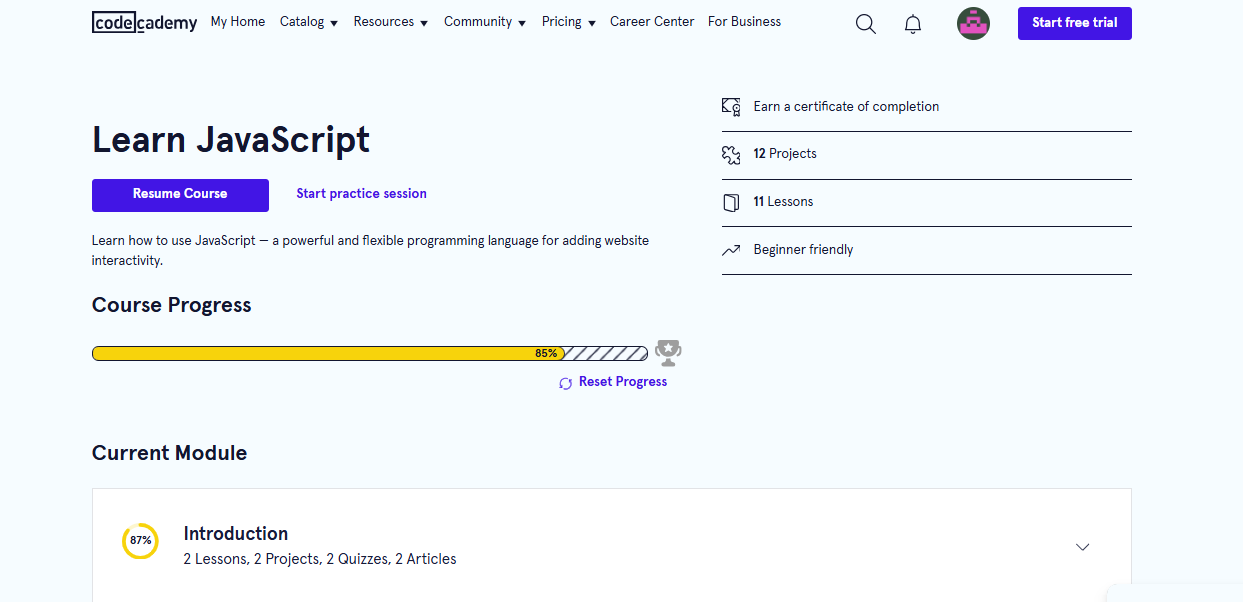 codecademy My Home Catalog Resources Community Pricing Career Center For Business Start free trial
Learn JavaScript
Resume Course Start practice session
Learn how to use JavaScript — a powerful and flexible programming language for adding website
interactivity.
Earn a certificate of completion
12 Projects
11 Lessons
Beginner friendly
Course Progress
85%
Reset Progress
Current Module
87%
Introduction
2 Lessons, 2 Projects, 2 Quizzes, 2 Articles